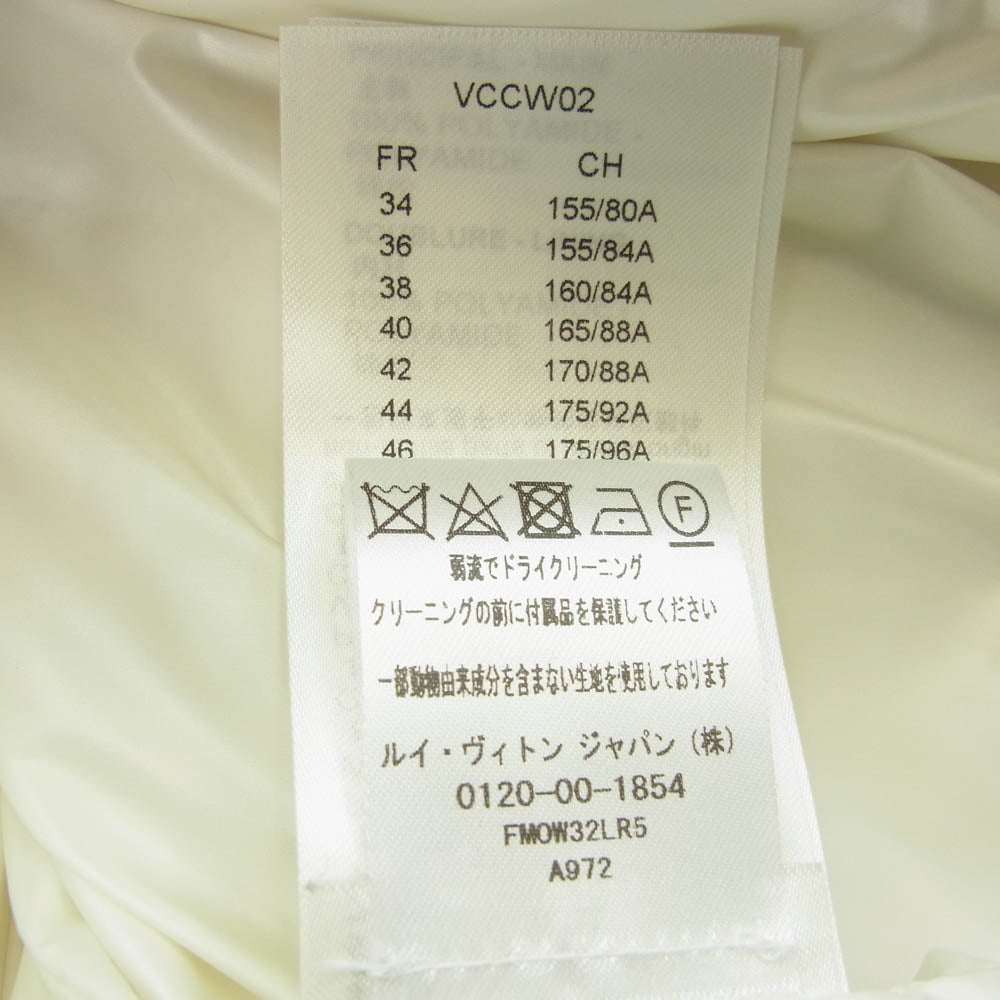 VCCW02
FR CH
34 155/80A
36 155/84A
38 160/84A
40 165/88A
42 170/88A
44 175/92A
46 175/96A
F
弱流でドライクリーニング
クリーニングの前に付属品を保護してください
一部動物由来成分を含まない生地を使用しております
ルイ・ヴィトン ジャパン (株)
0120-00-1854
FMOW32LR5
A972